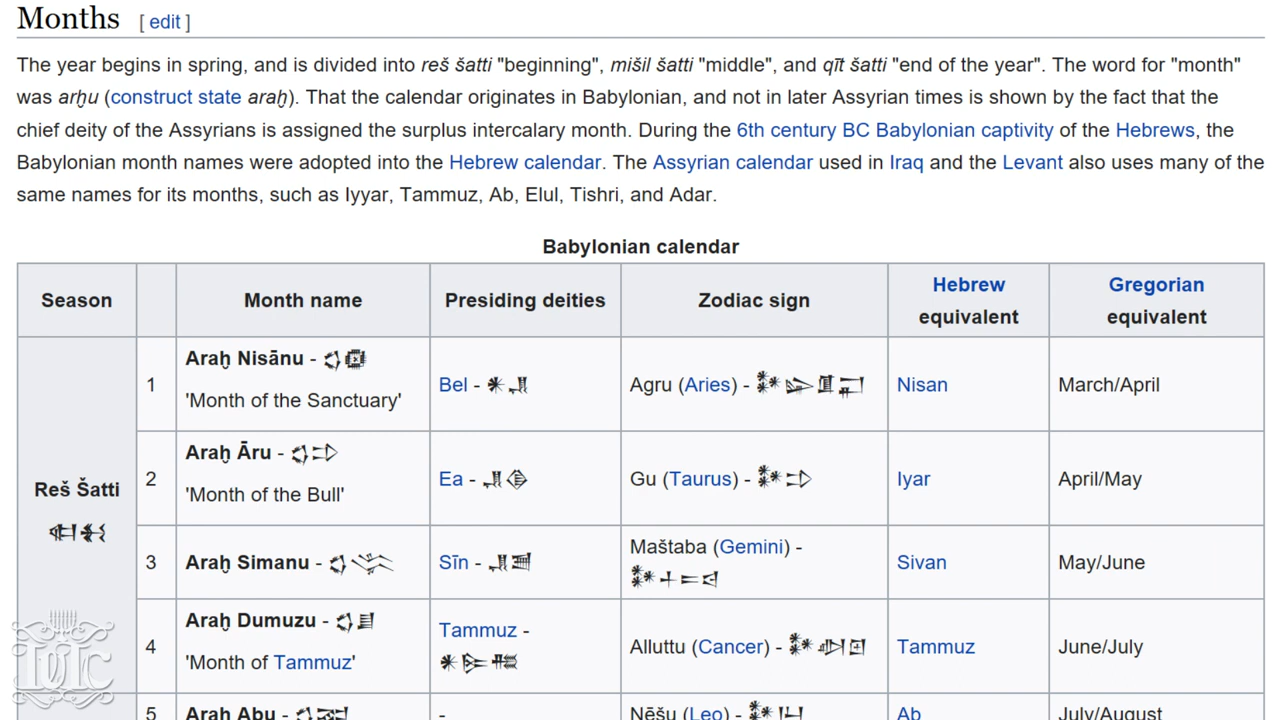 Months [ edit ]
The year begins in spring, and is divided into reš šatti "beginning", mišil šatti "middle", and qīt šatti "end of the year". The word for "month"
was arḫu (construct state araḫ). That the calendar originates in Babylonian, and not in later Assyrian times is shown by the fact that the
chief deity of the Assyrians is assigned the surplus intercalary month. During the 6th century BC Babylonian captivity of the Hebrews, the
Babylonian month names were adopted into the Hebrew calendar. The Assyrian calendar used in Iraq and the Levant also uses many of the
same names for its months, such as Iyyar, Tammuz, Ab, Elul, Tishri, and Adar.
Babylonian calendar
Season Month name Presiding deities Zodiac sign Hebrew equivalent Gregorian equivalent
Reš Šatti
1 Araḫ Nisānu - 'Month of the Sanctuary' Bel - Agru (Aries) - Nisan March/April
2 Araḫ Āru - 'Month of the Bull' Ea - Gu (Taurus) - Iyar April/May
3 Araḫ Simanu - Sīn - Maštaba (Gemini) - Sivan May/June
4 Araḫ Dumuzu - 'Month of Tammuz' Tammuz - Alluttu (Cancer) - Tammuz June/July
5 Araḫ Abu - - Nēšu (Leo) - Ab July/August
IUIC